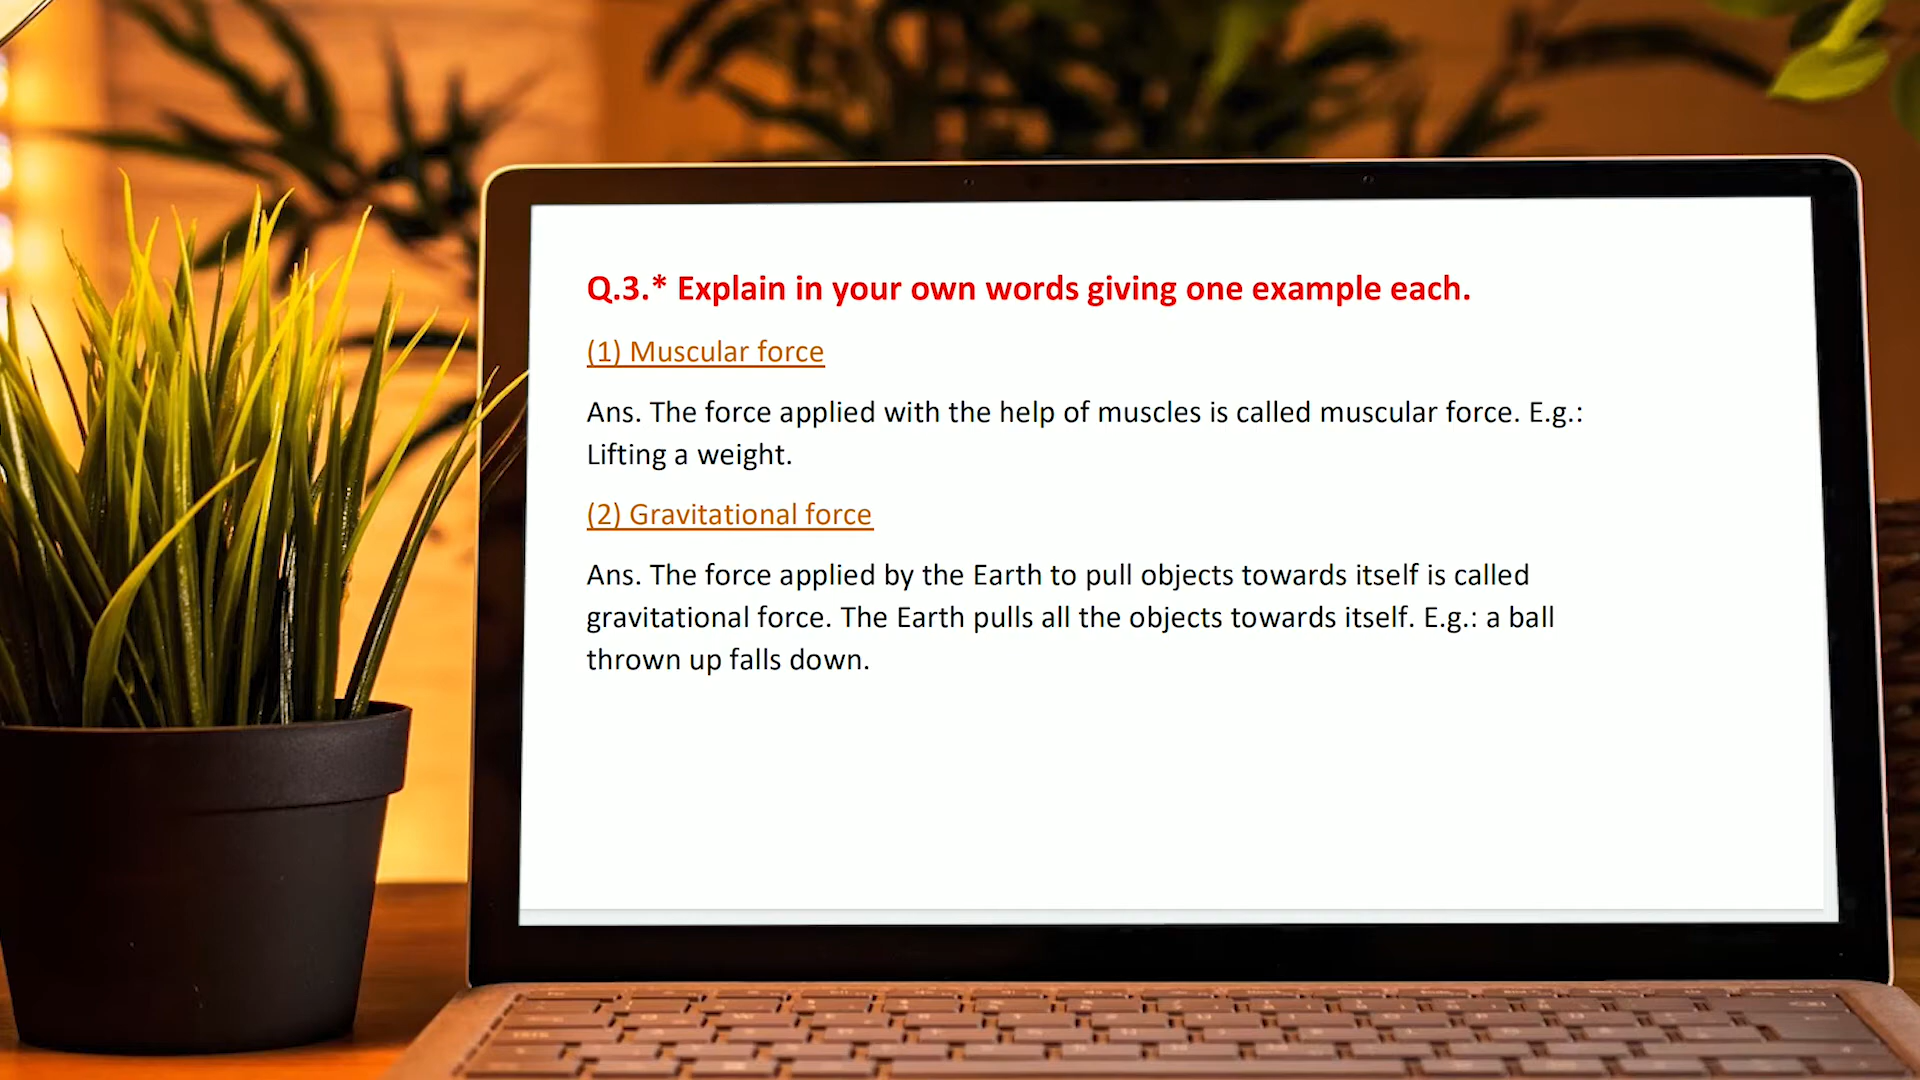 Q.3.* Explain in your own words giving one example each.
(1) Muscular force
Ans. The force applied with the help of muscles is called muscular force. E.g.:
Lifting a weight.
(2) Gravitational force
Ans. The force applied by the Earth to pull objects towards itself is called
gravitational force. The Earth pulls all the objects towards itself. E.g.: a ball
thrown up falls down.